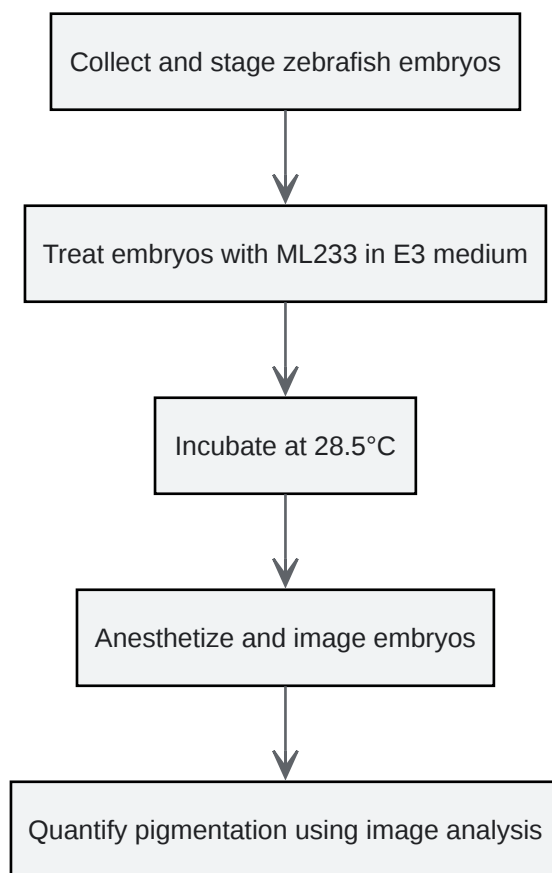 Collect and stage zebrafish embryos
Treat embryos with ML233 in E3 medium
Incubate at 28.5°C
Anesthetize and image embryos
Quantify pigmentation using image analysis